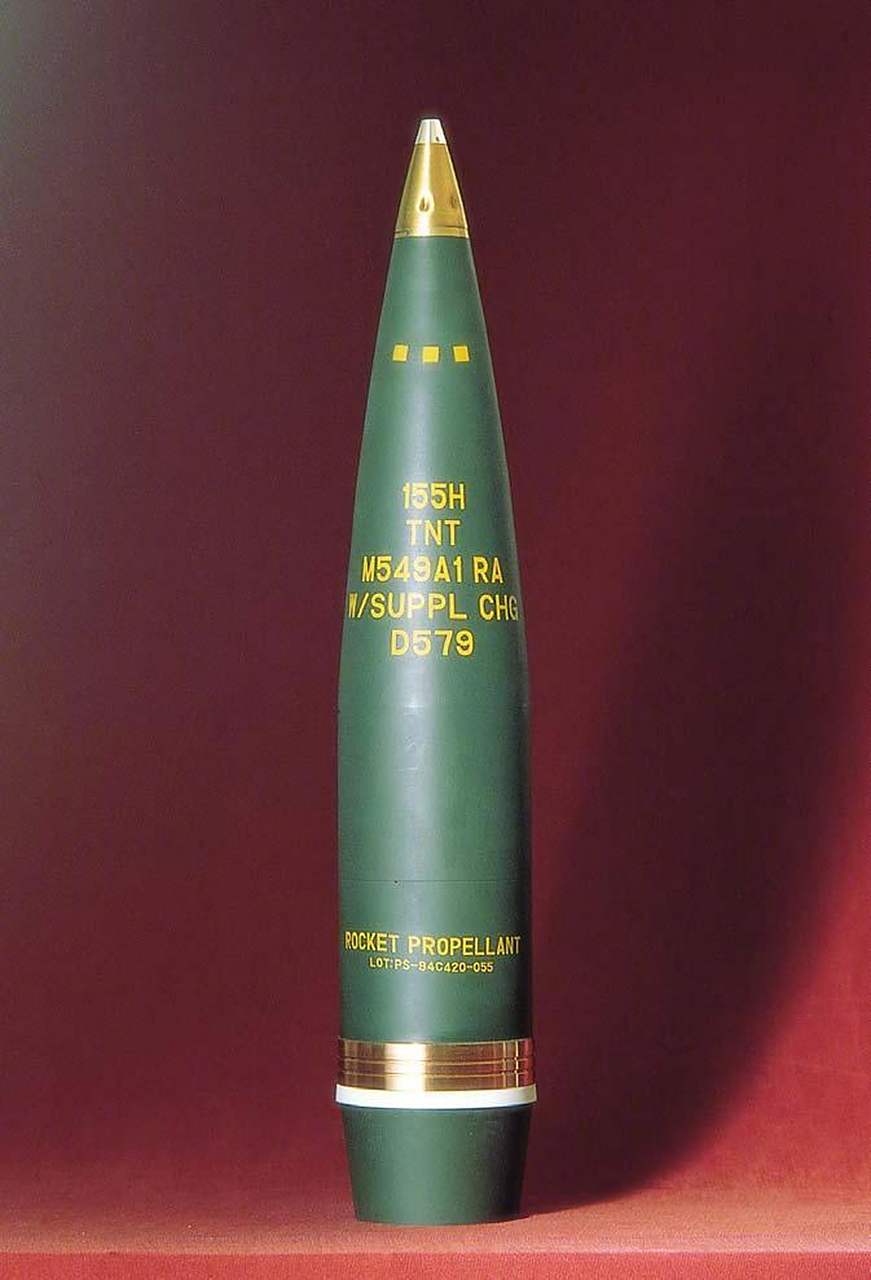 155H
TNT
M549A1 RA
W/SUPPL CHG
D579
ROCKET PROPELLANT
LOT:PS-84C420-055